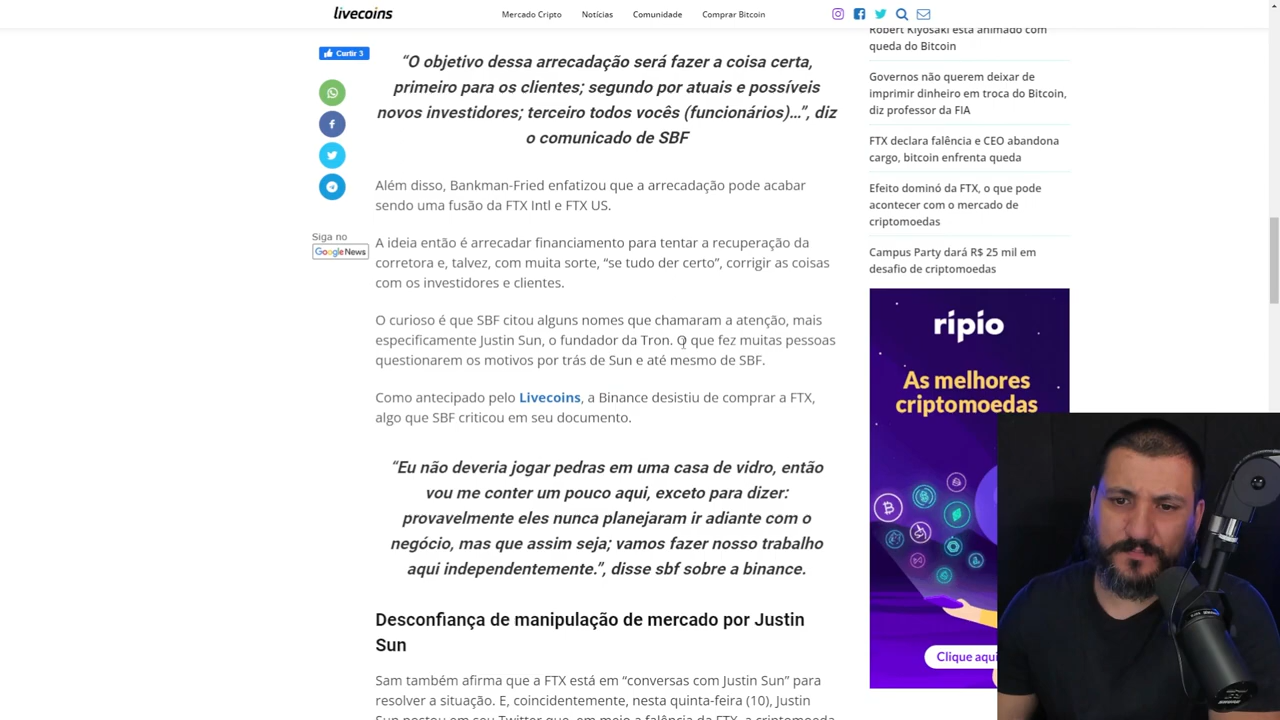 livecoins
Mercado Cripto
Notícias
Comunidade
Comprar Bitcoin
Curtir 3
Siga no
Google News
“O objetivo dessa arrecadação será fazer a coisa certa,
primeiro para os clientes; segundo por atuais e possíveis
novos investidores; terceiro todos vocês (funcionários)…”, diz
o comunicado de SBF
Além disso, Bankman-Fried enfatizou que a arrecadação pode acabar
sendo uma fusão da FTX Intl e FTX US.
A ideia então é arrecadar financiamento para tentar a recuperação da
corretora e, talvez, com muita sorte, “se tudo der certo”, corrigir as coisas
com os investidores e clientes.
O curioso é que SBF citou alguns nomes que chamaram a atenção, mais
especificamente Justin Sun, o fundador da Tron. O que fez muitas pessoas
questionarem os motivos por trás de Sun e até mesmo de SBF.
Como antecipado pelo Livecoins, a Binance desistiu de comprar a FTX,
algo que SBF criticou em seu documento.
“Eu não deveria jogar pedras em uma casa de vidro, então
vou me conter um pouco aqui, exceto para dizer:
provavelmente eles nunca planejaram ir adiante com o
negócio, mas que assim seja; vamos fazer nosso trabalho
aqui independentemente.”, disse sbf sobre a binance.
Desconfiança de manipulação de mercado por Justin
Sun
Sam também afirma que a FTX está em “conversas com Justin Sun” para
resolver a situação. E, coincidentemente, nesta quinta-feira (10), Justin
Sun postou em seu Twitter que, em meio a falência da FTX, a criptomoeda
Robert Kiyosaki está animado com
queda do Bitcoin
Governos não querem deixar de
imprimir dinheiro em troca do Bitcoin,
diz professor da FIA
FTX declara falência e CEO abandona
cargo, bitcoin enfrenta queda
Efeito dominó da FTX, o que pode
acontecer com o mercado de
criptomoedas
Campus Party dará R$ 25 mil em
desafio de criptomoedas
ripio
As melhores
criptomoedas
Clique aqui